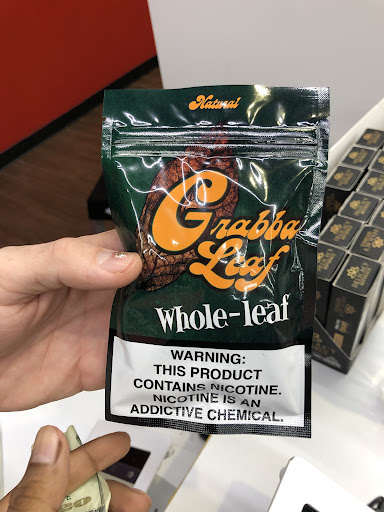 Natural
Grabba
Leaf
Whole-leaf
WARNING:
THIS PRODUCT
CONTAINS NICOTINE.
NICOTINE IS AN
ADDICTIVE CHEMICAL.